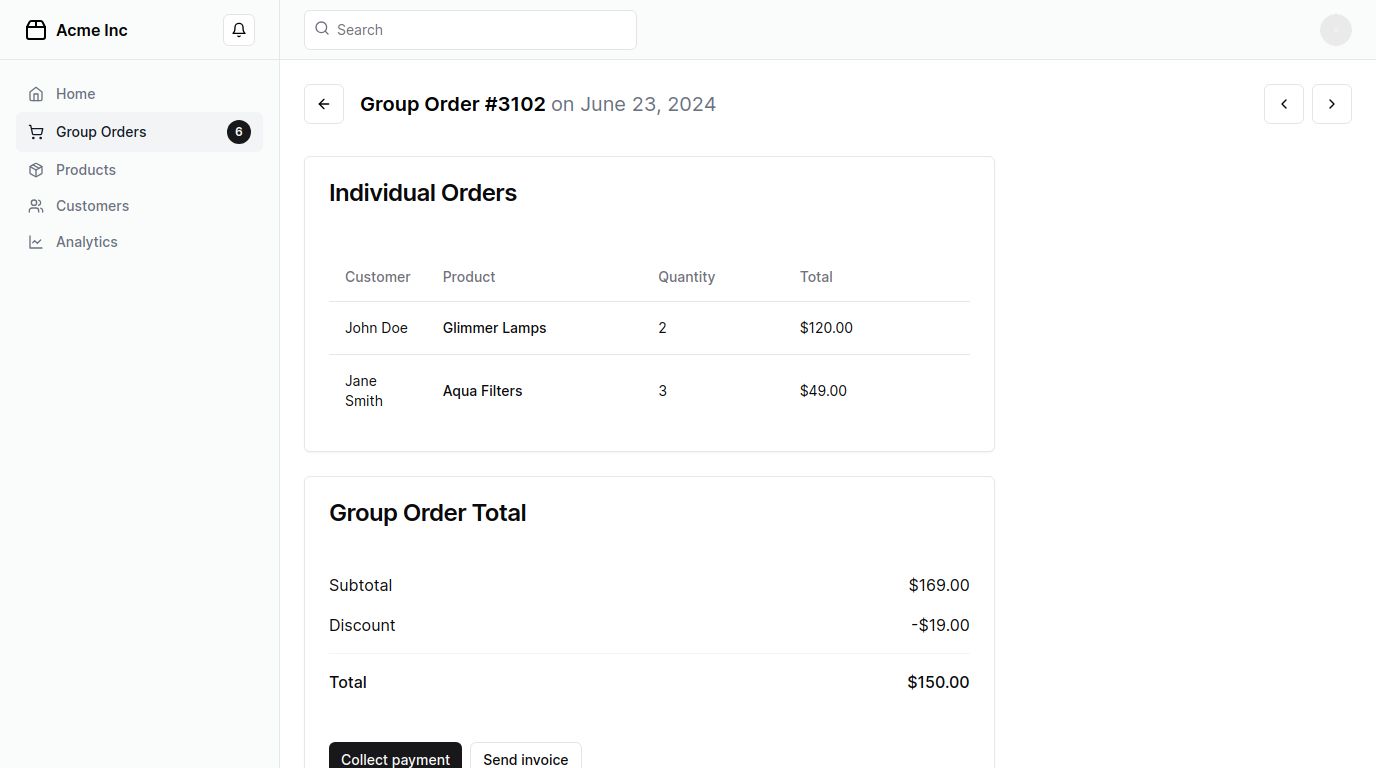 Acme Inc
Search
Home
Group Orders 6
Products
Customers
Analytics
Group Order #3102 on June 23, 2024
Individual Orders
Customer Product Quantity Total
John Doe Glimmer Lamps 2 $120.00
Jane
Smith
Aqua Filters 3 $49.00
Group Order Total
Subtotal $169.00
Discount -$19.00
Total $150.00
Collect payment Send invoice